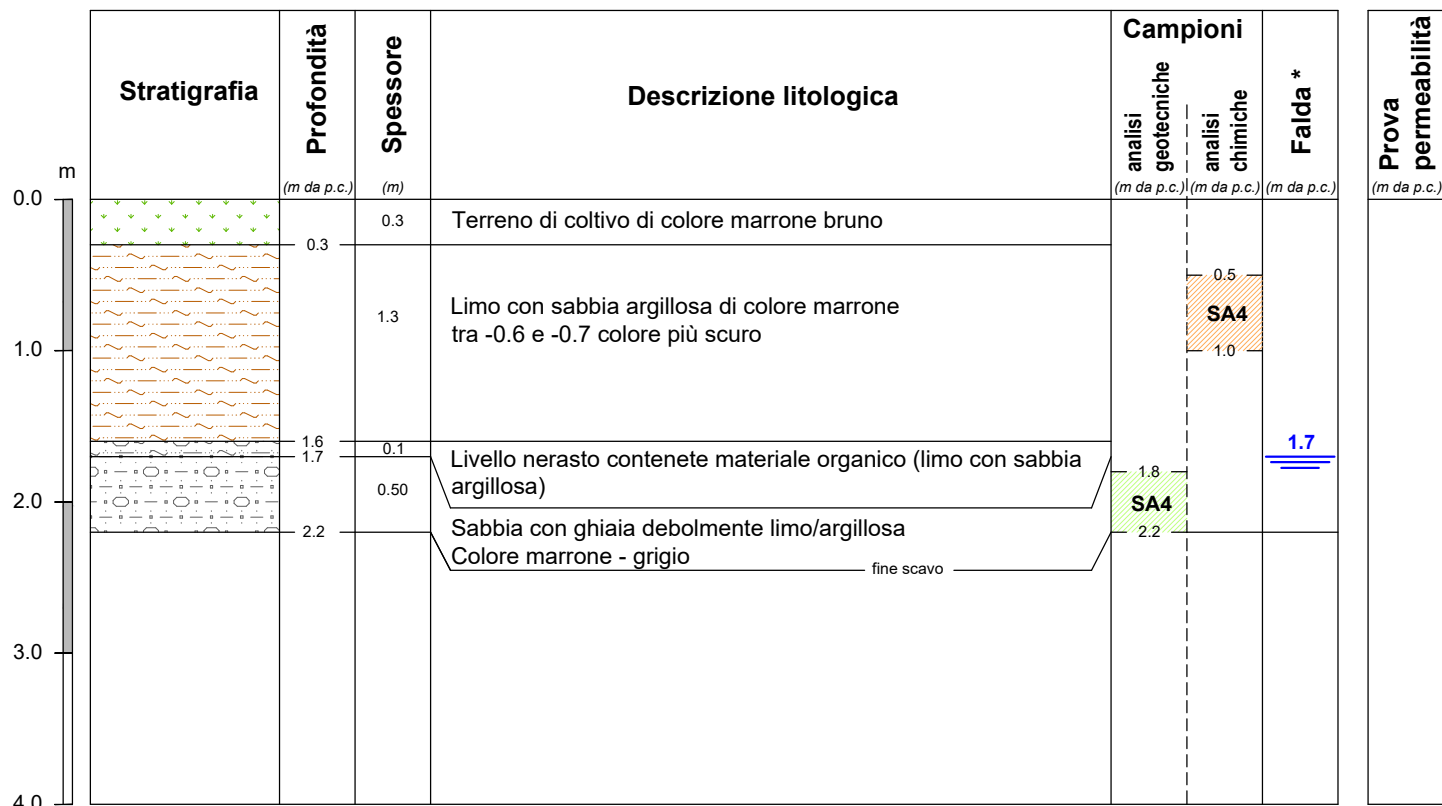 Stratigrafia
Profondità
(m da p.c.)
Spessore
(m)
Descrizione litologica
Campioni
analisi
geotecniche
(m da p.c.)
analisi
chimiche
(m da p.c.)
Falda *
(m da p.c.)
Prova
permeabilità
(m da p.c.)
m
0.0
0.3
Terreno di coltivo di colore marrone bruno
0.3
0.5
1.3
Limo con sabbia argillosa di colore marrone
tra -0.6 e -0.7 colore più scuro
SA4
1.0
1.0
1.6
0.1
1.7
1.7
Livello nerasto contenete materiale organico (limo con sabbia
argillosa)
1.8
0.50
2.0
SA4
2.2
Sabbia con ghiaia debolmente limo/argillosa
2.2
Colore marrone - grigio
fine scavo
3.0
4.0